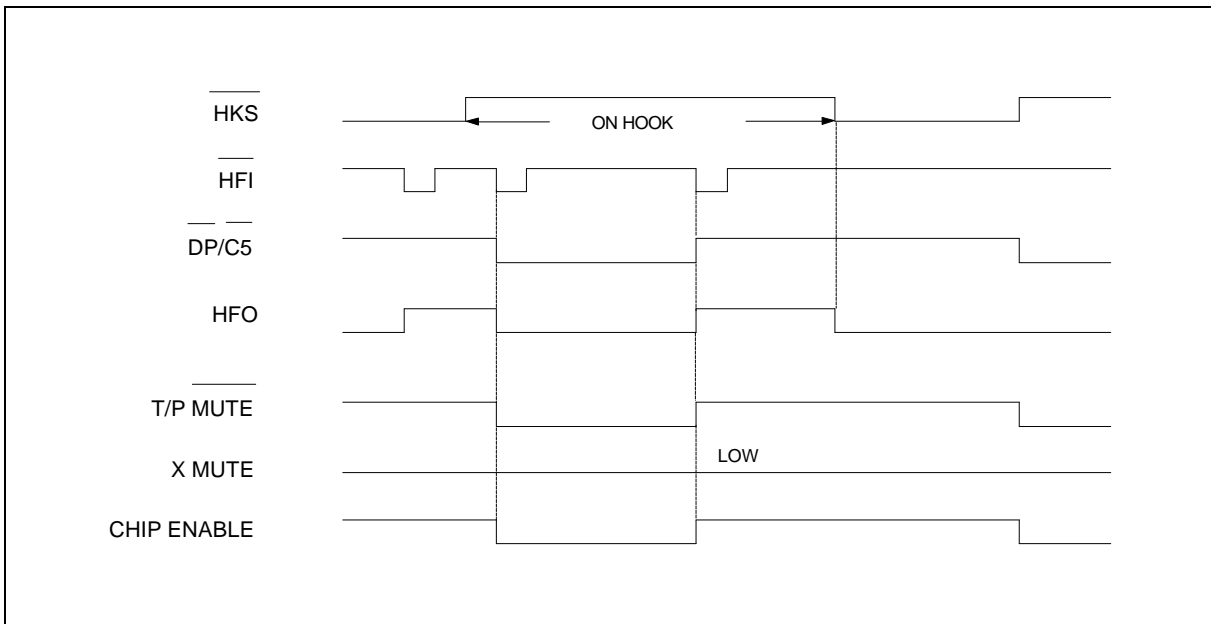 HKS
ON HOOK
HFI
DP/C5
HFO
T/P MUTE
X MUTE
LOW
CHIP ENABLE